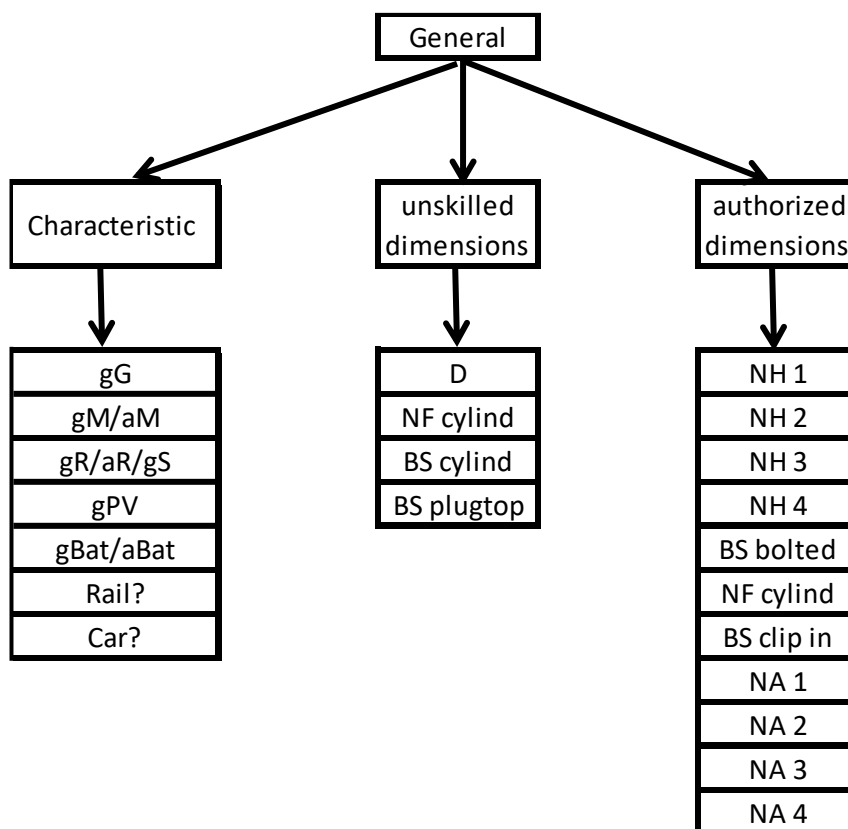 General
Characteristic
unskilled
dimensions
authorized
dimensions
gG
gM/aM
gR/aR/gS
gPV
gBat/aBat
Rail?
Car?
D
NF cylind
BS cylind
BS plugtop
NH 1
NH 2
NH 3
NH 4
BS bolted
NF cylind
BS clip in
NA 1
NA 2
NA 3
NA 4